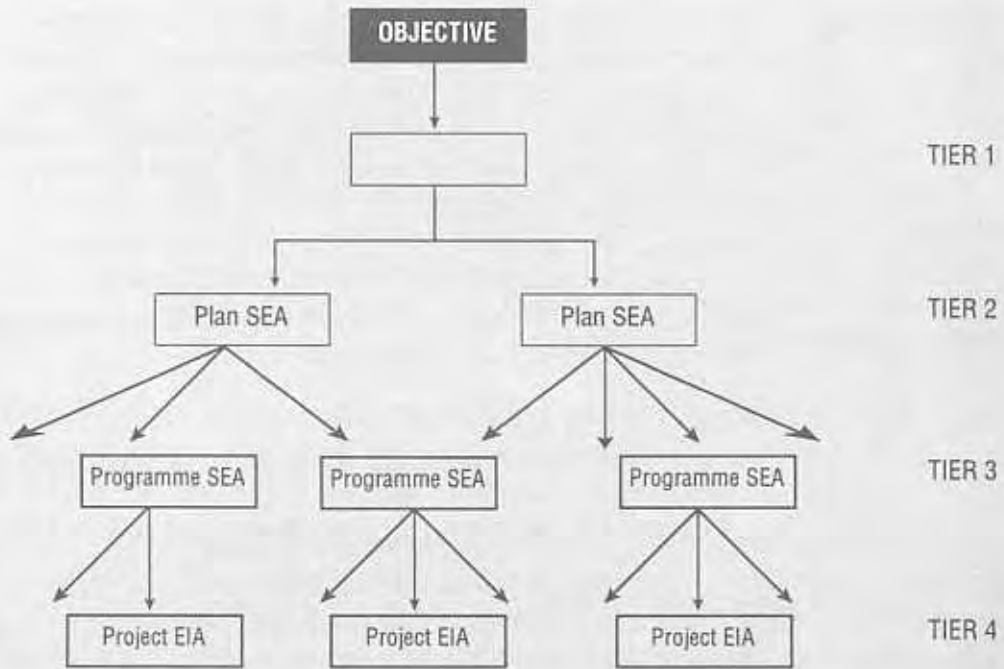 OBJECTIVE
TIER 1
Plan SEA Plan SEA TIER 2
Programme SEA Programme SEA Programme SEA TIER 3
Project EIA Project EIA Project EIA TIER 4